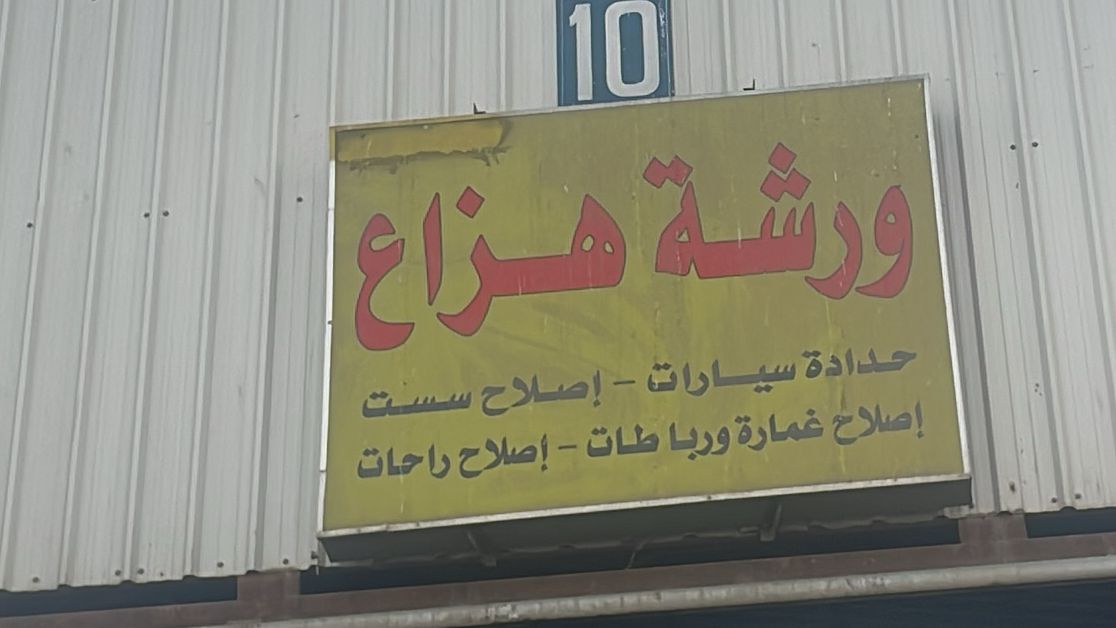 10
ورشة هزاع
حدادة سيارات - إصلاح سست
إصلاح غمارة وربا طات - إصلاح راحات